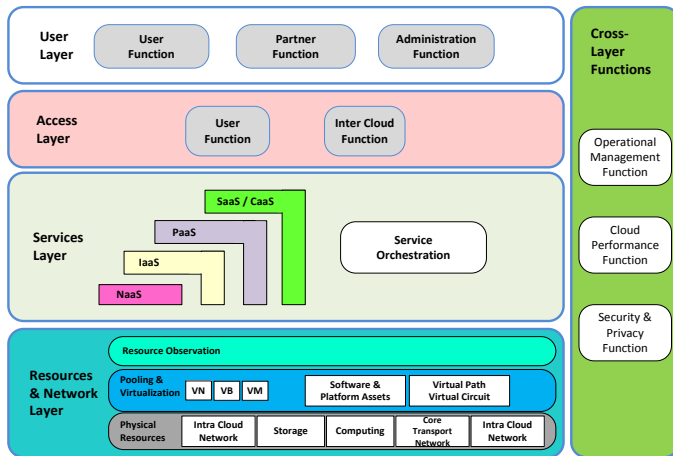 User
Layer
User
Function
Partner
Function
Administration
Function
Access
Layer
User
Function
Inter Cloud
Function
Services
Layer
SaaS / CaaS
PaaS
IaaS
NaaS
Service
Orchestration
Resources
& Network
Layer
Resource Observation
Pooling &
Virtualization
VN
VB
VM
Software &
Platform Assets
Virtual Path
Virtual Circuit
Physical
Resources
Intra Cloud
Network
Storage
Computing
Core
Transport
Network
Intra Cloud
Network
Cross-
Layer
Functions
Operational
Management
Function
Cloud
Performance
Function
Security &
Privacy
Function